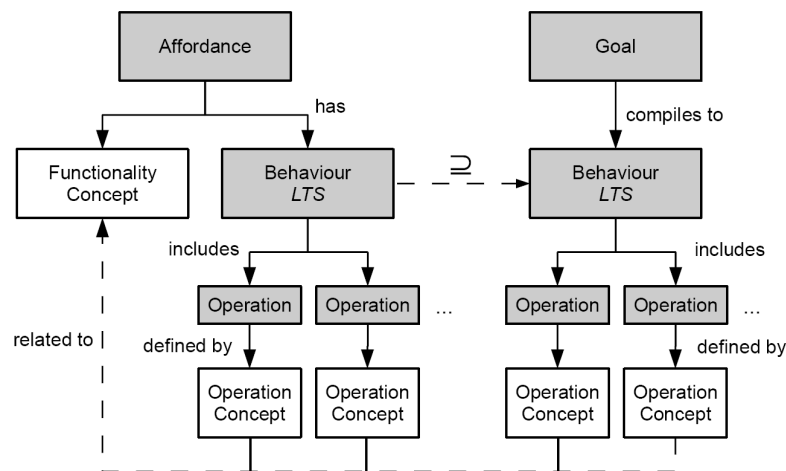 Affordance
Goal
has
compiles to
Functionality
Concept
Behaviour
LTS
⊇
Behaviour
LTS
includes
includes
Operation
Operation
...
Operation
Operation
...
related to
defined by
defined by
Operation
Concept
Operation
Concept
Operation
Concept
Operation
Concept